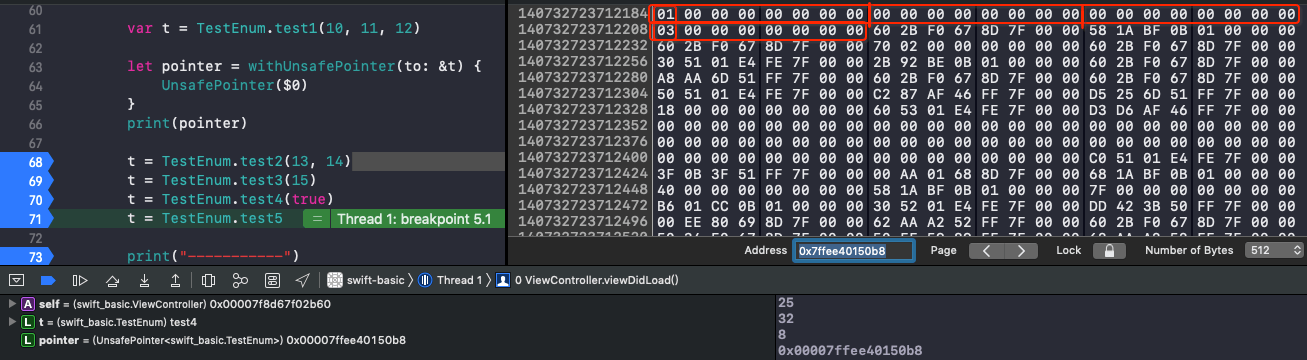 60
61 var t = TestEnum.test1(10, 11, 12)
62
63 let pointer = withUnsafePointer(to: &t) {
64 UnsafePointer($0)
65 }
66 print(pointer)
68 t = TestEnum.test2(13, 14)
69 t = TestEnum.test3(15)
70 t = TestEnum.test4(true)
71 t = TestEnum.test5 = Thread 1: breakpoint 5.1
72
73 print("-----------")
140732723712184 01 00 00 00 00 00 00 00 00 00 00 00 00 00 00 00 00 00 00 00 00 00 00 00
140732723712208 03 00 00 00 00 00 00 00 60 2B F0 67 8D 7F 00 00 58 1A BF 0B 01 00 00 00
140732723712232 60 2B F0 67 8D 7F 00 00 70 02 00 00 00 00 00 00 60 2B F0 67 8D 7F 00 00
140732723712256 30 51 01 E4 FE 7F 00 00 2B 92 BE 0B 01 00 00 00 60 2B F0 67 8D 7F 00 00
140732723712280 A8 AA 6D 51 FF 7F 00 00 60 2B F0 67 8D 7F 00 00 60 2B F0 67 8D 7F 00 00
140732723712304 50 51 01 E4 FE 7F 00 00 C2 87 AF 46 FF 7F 00 00 D5 25 6D 51 FF 7F 00 00
140732723712328 18 00 00 00 00 00 00 00 60 53 01 E4 FE 7F 00 00 D3 D6 AF 46 FF 7F 00 00
140732723712352 00 00 00 00 00 00 00 00 00 00 00 00 00 00 00 00 00 00 00 00 00 00 00 00
140732723712376 00 00 00 00 00 00 00 00 00 00 00 00 00 00 00 00 00 00 00 00 00 00 00 00
140732723712400 00 00 00 00 00 00 00 00 00 00 00 00 00 00 00 00 C0 51 01 E4 FE 7F 00 00
140732723712424 3F 0B 3F 51 FF 7F 00 00 00 AA 01 68 8D 7F 00 00 68 1A BF 0B 01 00 00 00
140732723712448 40 00 00 00 00 00 00 00 58 1A BF 0B 01 00 00 00 7F 00 00 00 00 00 00 00
140732723712472 B6 01 CC 0B 01 00 00 00 30 52 01 E4 FE 7F 00 00 DD 42 3B 50 FF 7F 00 00
140732723712496 00 EE 80 69 8D 7F 00 00 62 AA A2 52 FF 7F 00 00 60 2B F0 67 8D 7F 00 00
Address 0x7ffee40150b8 Page Lock Number of Bytes 512
swift-basic Thread 1 0 ViewController.viewDidLoad()
A self = (swift_basic.ViewController) 0x00007f8d67f02b60
L t = (swift_basic.TestEnum) test4
L pointer = (UnsafePointer<swift_basic.TestEnum>) 0x00007ffee40150b8
25
32
8
0x00007ffee40150b8